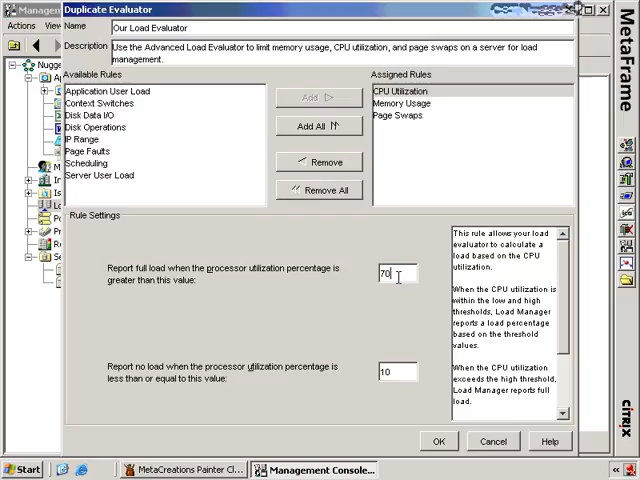 Management
Duplicate Evaluator
Actions
Name
Our Load Evaluator
Description
Use the Advanced Load Evaluator to limit memory usage, CPU utilization, and page swaps on a server for load
management.
Available Rules
Application User Load
Context Switches
Disk Data I/O
Disk Operations
IP Range
Page Faults
Scheduling
Server User Load
Add
Add All
Remove
Remove All
Assigned Rules
CPU Utilization
Memory Usage
Page Swaps
Rule Settings
Report full load when the processor utilization percentage is
greater than this value:
70
Report no load when the processor utilization percentage is
less than or equal to this value:
10
This rule allows your load
evaluator to calculate a
load based on the CPU
utilization.
When the CPU utilization is
within the low and high
thresholds, Load Manager
reports a load percentage
based on the threshold
values.
When the CPU utilization
exceeds the high threshold,
Load Manager reports full
load.
OK
Cancel
Help
MetaFrame
CITRIX
Start
MetaCreations Painter Cl...
Management Console...